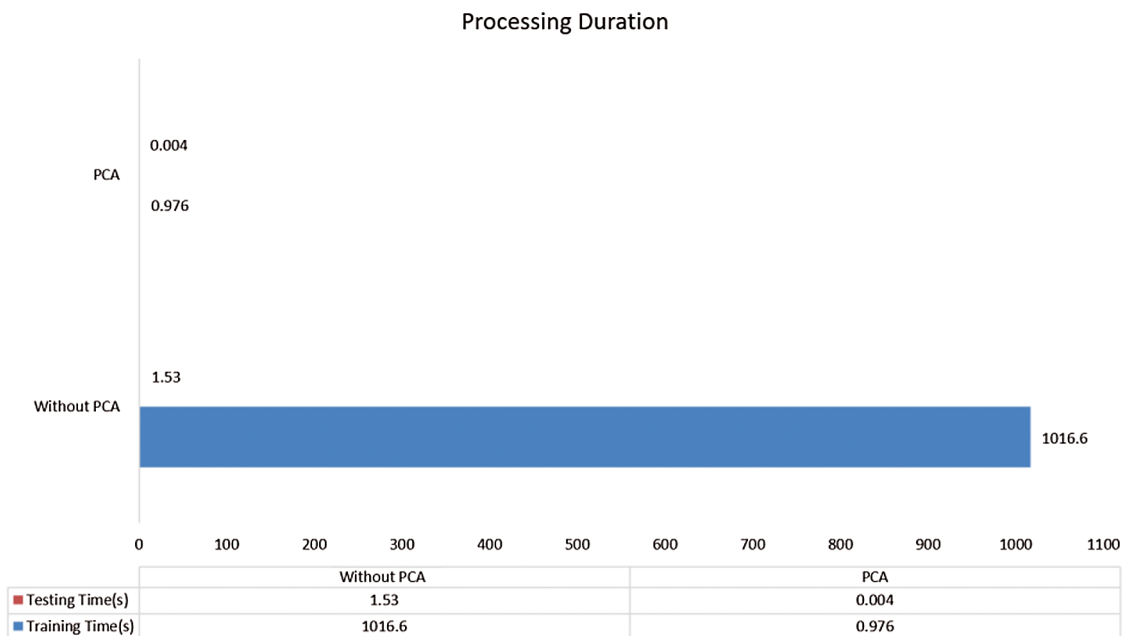 Processing Duration
0.004
PCA
0.976
1.53
Without PCA
1016.6
0 100 200 300 400 500 600 700 800 900 1000 1100
Without PCA PCA
Testing Time(s) 1.53 0.004
Training Time(s) 1016.6 0.976